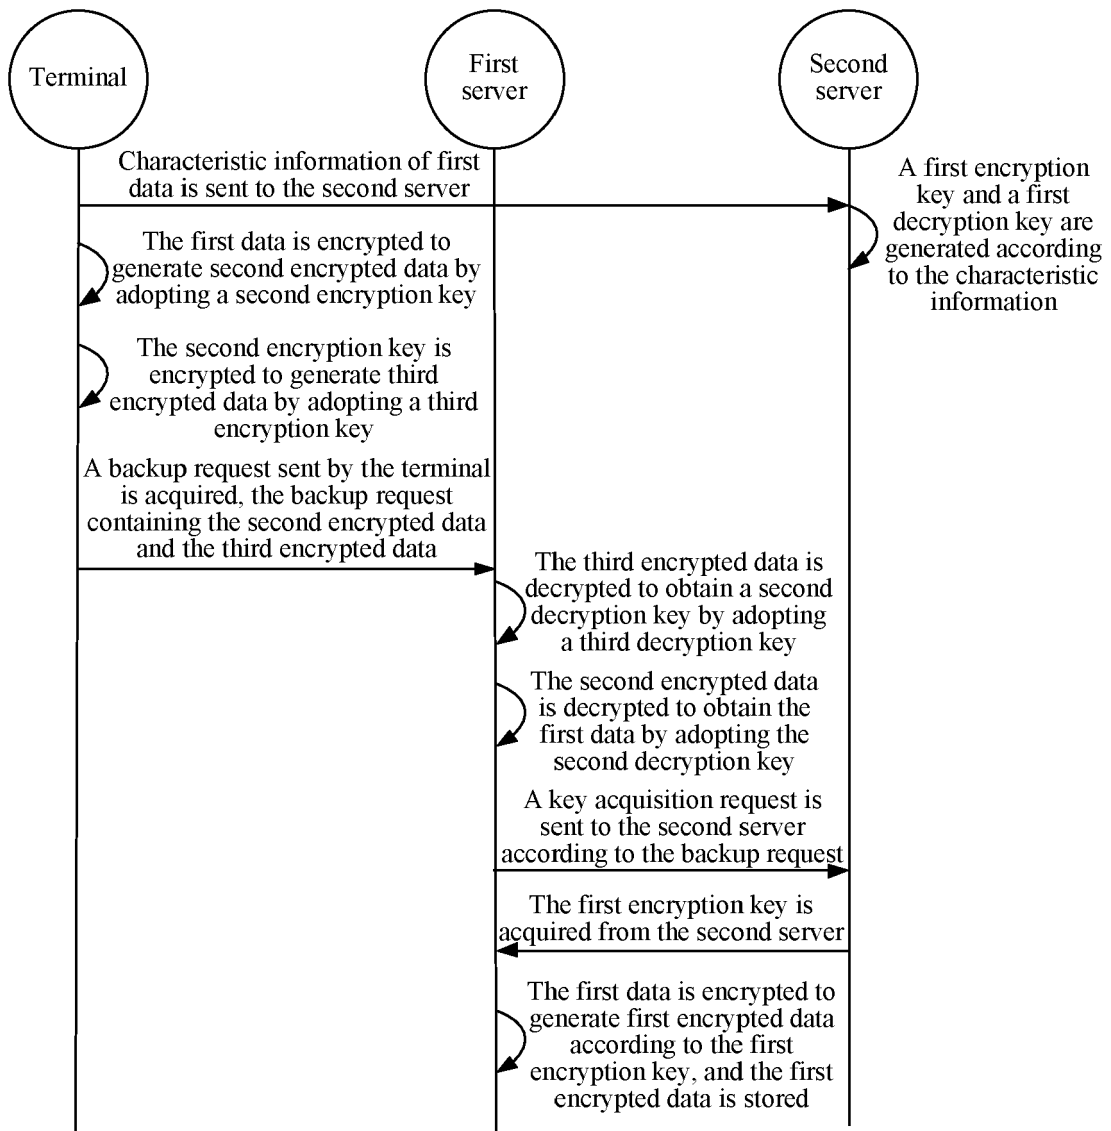 Terminal
First
server
Second
server
Characteristic information of first
data is sent to the second server
A first encryption
key and a first
decryption key are
generated according
to the characteristic
information
The first data is encrypted to
generate second encrypted data by
adopting a second encryption key
The second encryption key is
encrypted to generate third
encrypted data by adopting a third
encryption key
A backup request sent by the terminal
is acquired, the backup request
containing the second encrypted data
and the third encrypted data
The third encrypted data is
decrypted to obtain a second
decryption key by adopting
a third decryption key
The second encrypted data
is decrypted to obtain the
first data by adopting the
second decryption key
A key acquisition request is
sent to the second server
according to the backup request
The first encryption key is
acquired from the second server
The first data is encrypted to
generate first encrypted data
according to the first
encryption key, and the first
encrypted data is stored